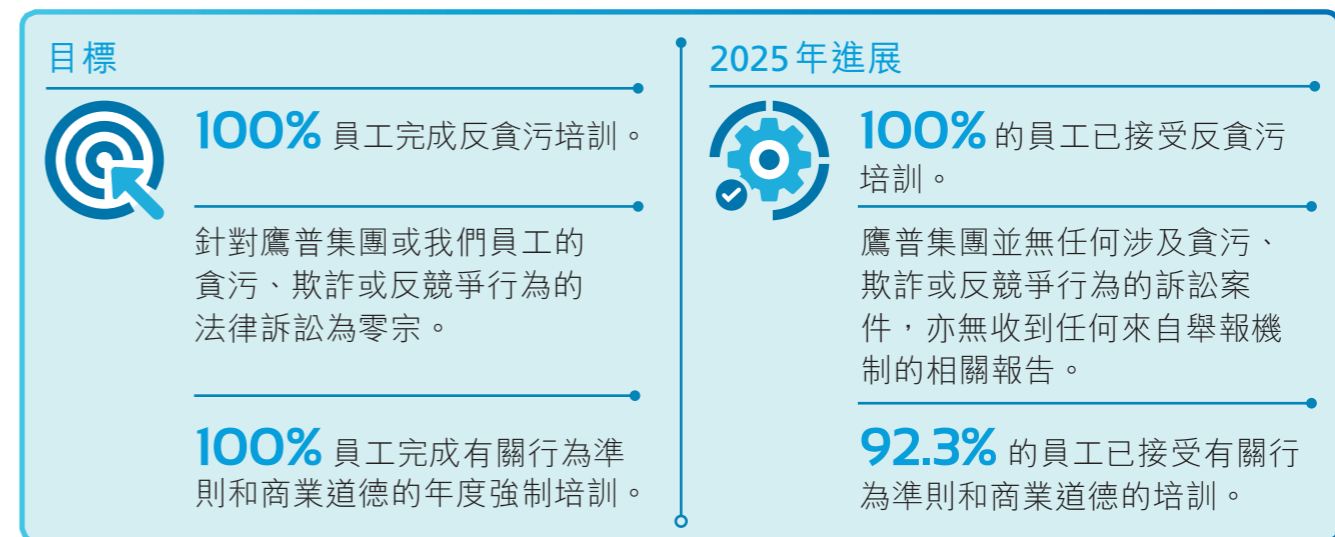 目標
100% 員工完成反貪污培訓。
針對鷹普集團或我們員工的
貪污、欺詐或反競爭行為的
法律訴訟為零宗。
100% 員工完成有關行為準
則和商業道德的年度強制培訓。
2025年進展
100% 的員工已接受反貪污
培訓。
鷹普集團並無任何涉及貪污、
欺詐或反競爭行為的訴訟案
件，亦無收到任何來自舉報機
制的相關報告。
92.3% 的員工已接受有關行
為準則和商業道德的培訓。